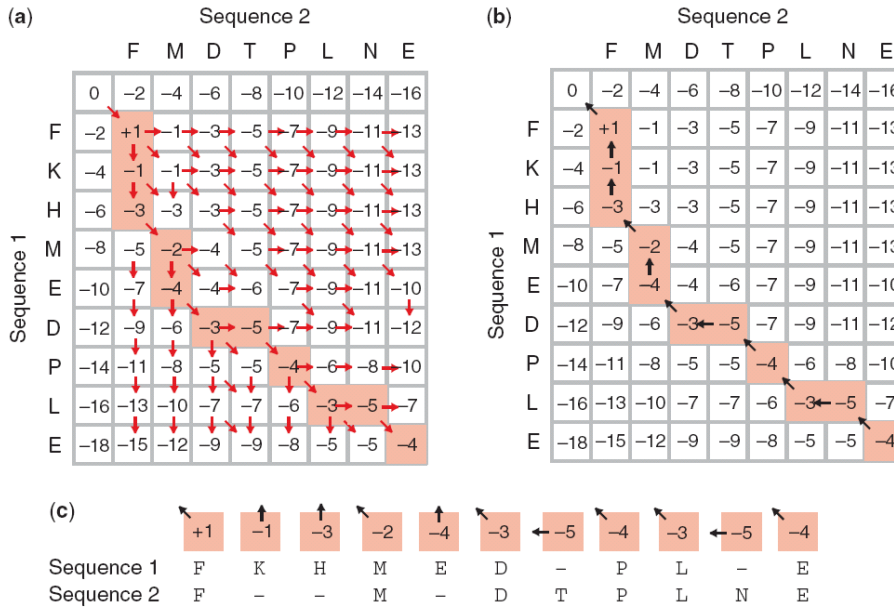 (a) Sequence 2
F M D T P L N E
0 −2 −4 −6 −8 −10 −12 −14 −16
F −2 +1 −1 −3 −5 −7 −9 −11 −13
K −4 −1 −1 −3 −5 −7 −9 −11 −13
H −6 −3 −3 −3 −5 −7 −9 −11 −13
M −8 −5 −2 −4 −5 −7 −9 −11 −13
E −10 −7 −4 −4 −6 −7 −9 −11 −10
D −12 −9 −6 −3 −5 −7 −9 −11 −12
P −14 −11 −8 −5 −5 −4 −6 −8 −10
L −16 −13 −10 −7 −7 −6 −3 −5 −7
E −18 −15 −12 −9 −9 −8 −5 −5 −4
Sequence 1
(b) Sequence 2
F M D T P L N E
0 −2 −4 −6 −8 −10 −12 −14 −16
F −2 +1 −1 −3 −5 −7 −9 −11 −13
K −4 −1 −1 −3 −5 −7 −9 −11 −13
H −6 −3 −3 −3 −5 −7 −9 −11 −13
M −8 −5 −2 −4 −5 −7 −9 −11 −13
E −10 −7 −4 −4 −6 −7 −9 −11 −10
D −12 −9 −6 −3 −5 −7 −9 −11 −12
P −14 −11 −8 −5 −5 −4 −6 −8 −10
L −16 −13 −10 −7 −7 −6 −3 −5 −7
E −18 −15 −12 −9 −9 −8 −5 −5 −4
Sequence 1
(c)
+1 −1 −3 −2 −4 −3 −5 −4 −3 −5 −4
Sequence 1 F K H M E D - P L - E
Sequence 2 F - - M - D T P L N E